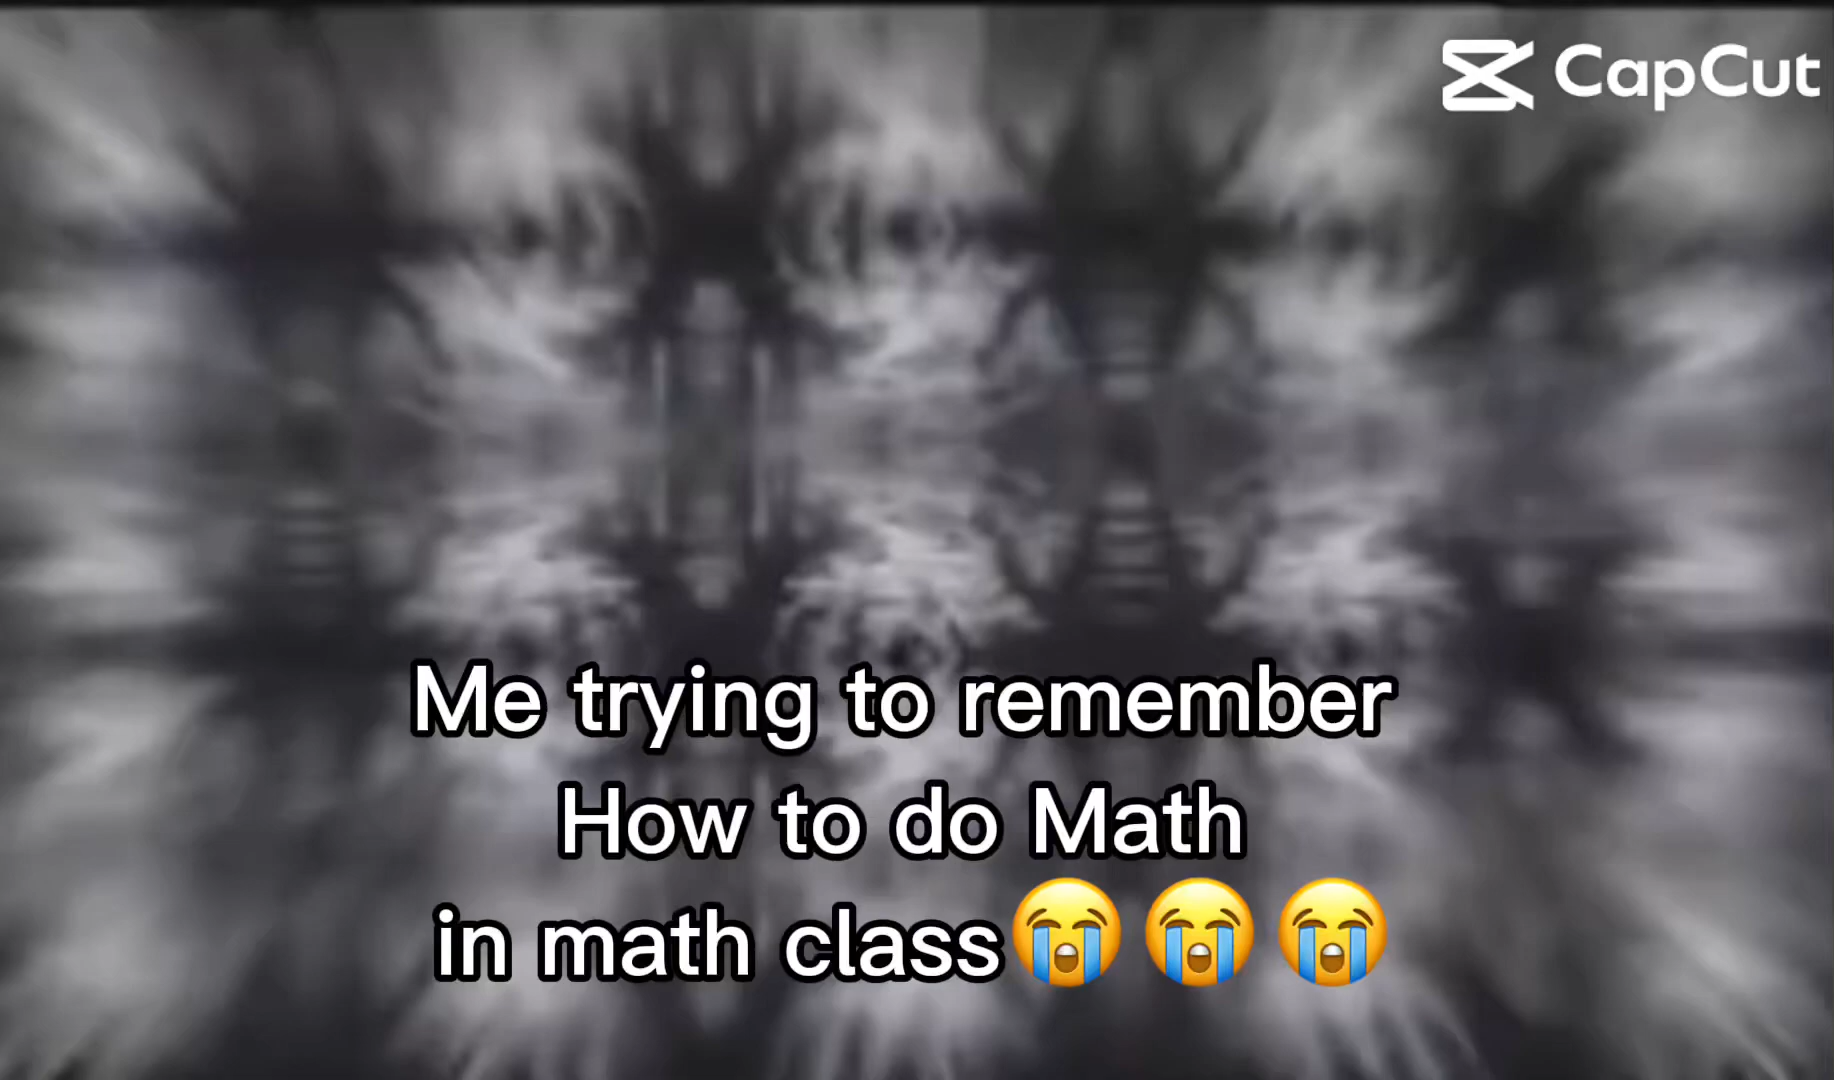 CapCut
Me trying to remember
How to do Math
in math class😭😭😭